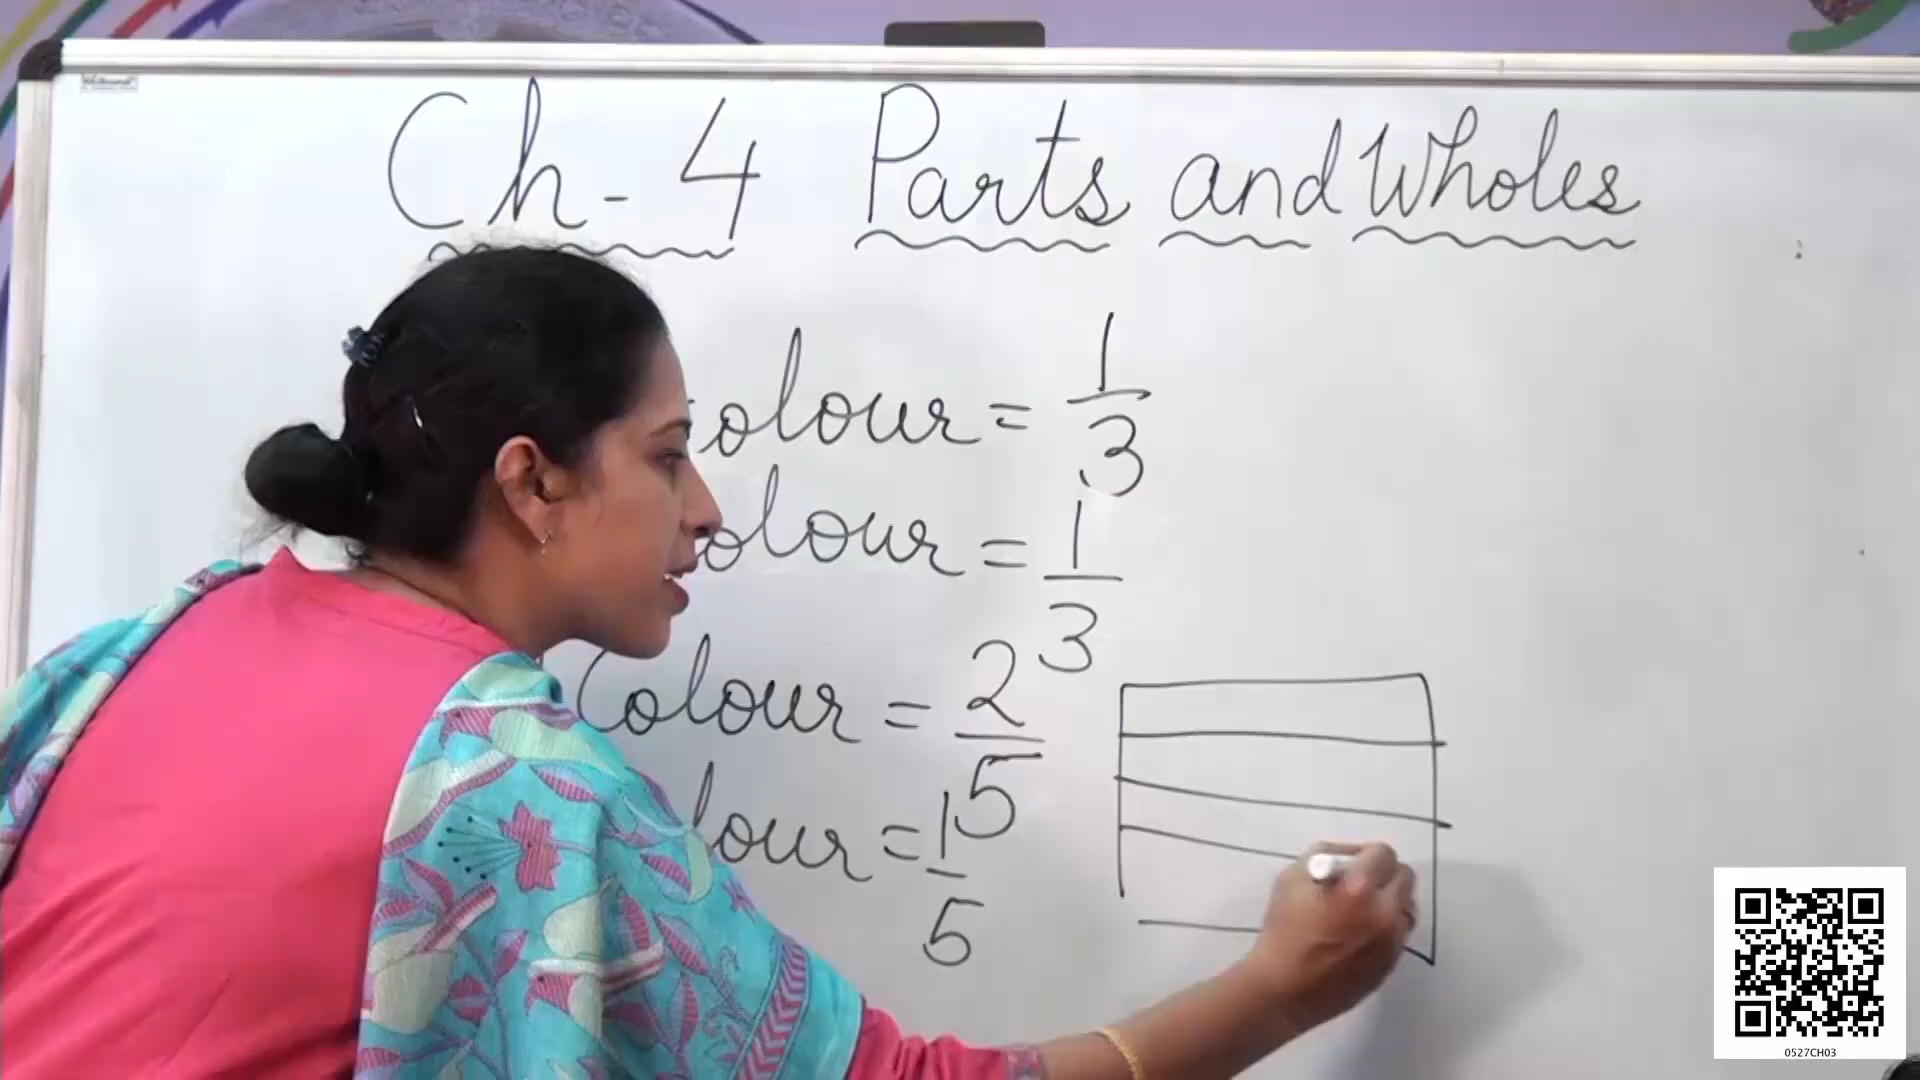 Ch-4 Parts and Wholes
olour = 1/3
olour = 1/3
Colour = 2/5
lour = 1/5
0527CH03